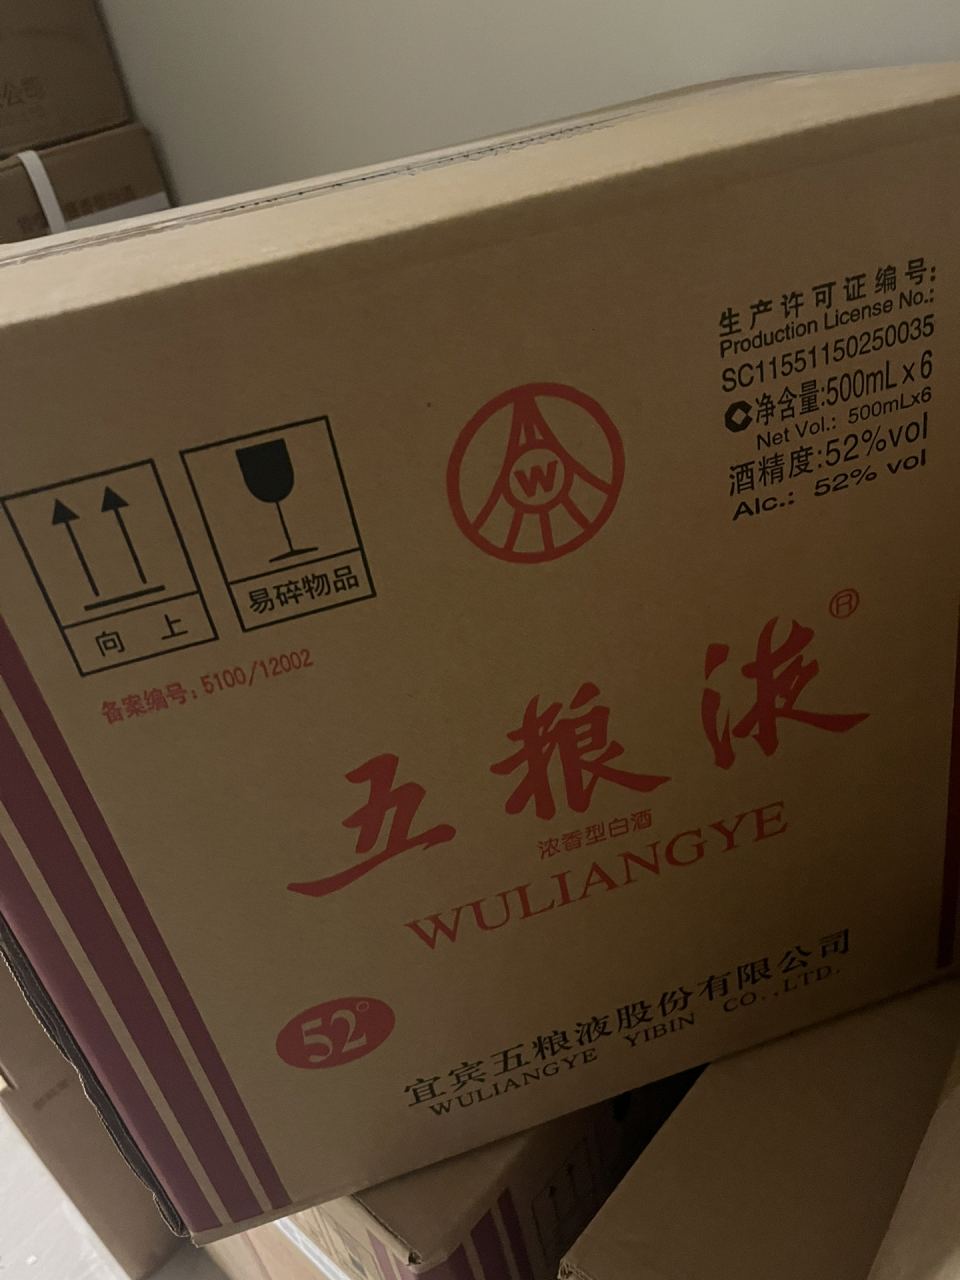 公司
生产许可证编号:
Production License No.:
SC11551150250035
净含量:500mL x 6
Net Vol.: 500mLx6
酒精度:52%vol
Alc.: 52% vol
W
向 上
易碎物品
备案编号: 5100/12002
五粮液®
浓香型白酒
WULIANGYE
52°
宜宾五粮液股份有限公司
WULIANGYE YIBIN CO.,LTD.